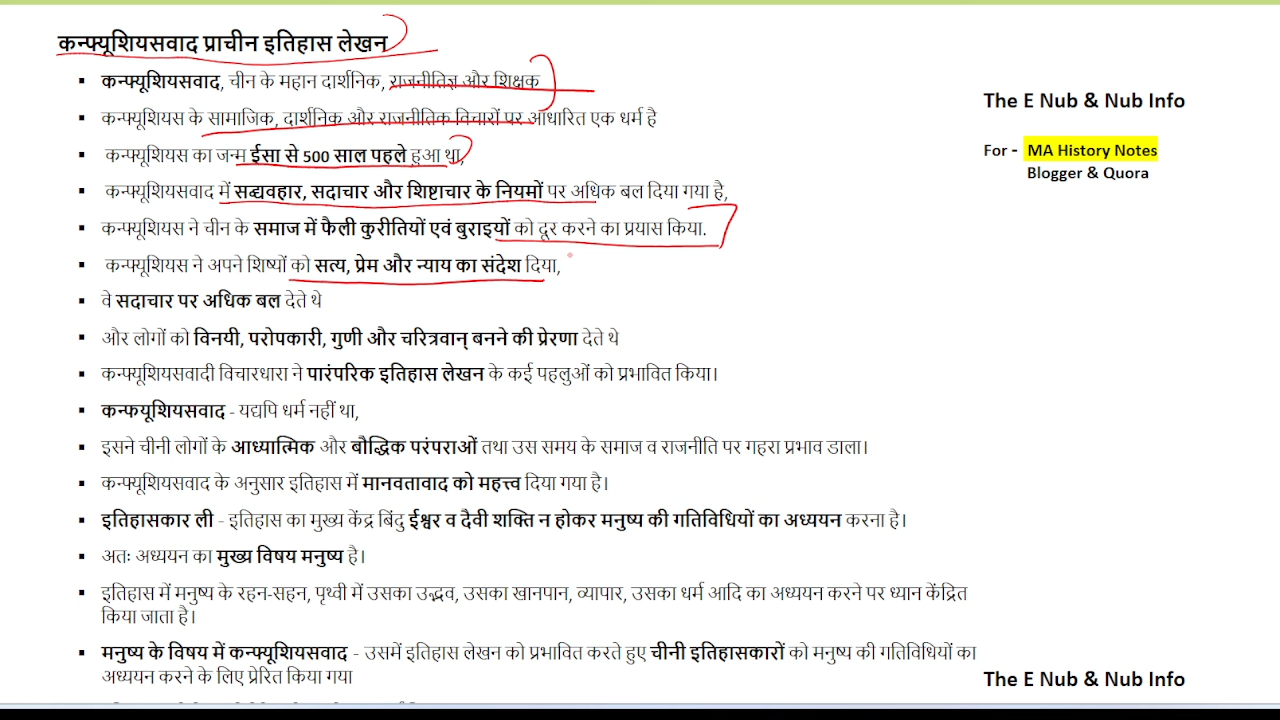 कन्फ्यूशियसवाद प्राचीन इतिहास लेखन
▪ कन्फ्यूशियसवाद, चीन के महान दार्शनिक, राजनीतिज्ञ और शिक्षक
▪ कन्फ्यूशियस के सामाजिक, दार्शनिक और राजनीतिक विचारों पर आधारित एक धर्म है
▪ कन्फ्यूशियस का जन्म ईसा से 500 साल पहले हुआ था,
▪ कन्फ्यूशियसवाद में सद्व्यवहार, सदाचार और शिष्टाचार के नियमों पर अधिक बल दिया गया है,
▪ कन्फ्यूशियस ने चीन के समाज में फैली कुरीतियों एवं बुराइयों को दूर करने का प्रयास किया.
▪ कन्फ्यूशियस ने अपने शिष्यों को सत्य, प्रेम और न्याय का संदेश दिया,
▪ वे सदाचार पर अधिक बल देते थे
▪ और लोगों को विनयी, परोपकारी, गुणी और चरित्रवान् बनने की प्रेरणा देते थे
▪ कन्फ्यूशियसवादी विचारधारा ने पारंपरिक इतिहास लेखन के कई पहलुओं को प्रभावित किया।
▪ कन्फयूशियसवाद - यद्यपि धर्म नहीं था,
▪ इसने चीनी लोगों के आध्यात्मिक और बौद्धिक परंपराओं तथा उस समय के समाज व राजनीति पर गहरा प्रभाव डाला।
▪ कन्फ्यूशियसवाद के अनुसार इतिहास में मानवतावाद को महत्त्व दिया गया है।
▪ इतिहासकार ली - इतिहास का मुख्य केंद्र बिंदु ईश्वर व दैवी शक्ति न होकर मनुष्य की गतिविधियों का अध्ययन करना है।
▪ अतः अध्ययन का मुख्य विषय मनुष्य है।
▪ इतिहास में मनुष्य के रहन-सहन, पृथ्वी में उसका उद्भव, उसका खानपान, व्यापार, उसका धर्म आदि का अध्ययन करने पर ध्यान केंद्रित
किया जाता है।
▪ मनुष्य के विषय में कन्फ्यूशियसवाद - उसमें इतिहास लेखन को प्रभावित करते हुए चीनी इतिहासकारों को मनुष्य की गतिविधियों का
अध्ययन करने के लिए प्रेरित किया गया
The E Nub & Nub Info
For - MA History Notes
Blogger & Quora
The E Nub & Nub Info